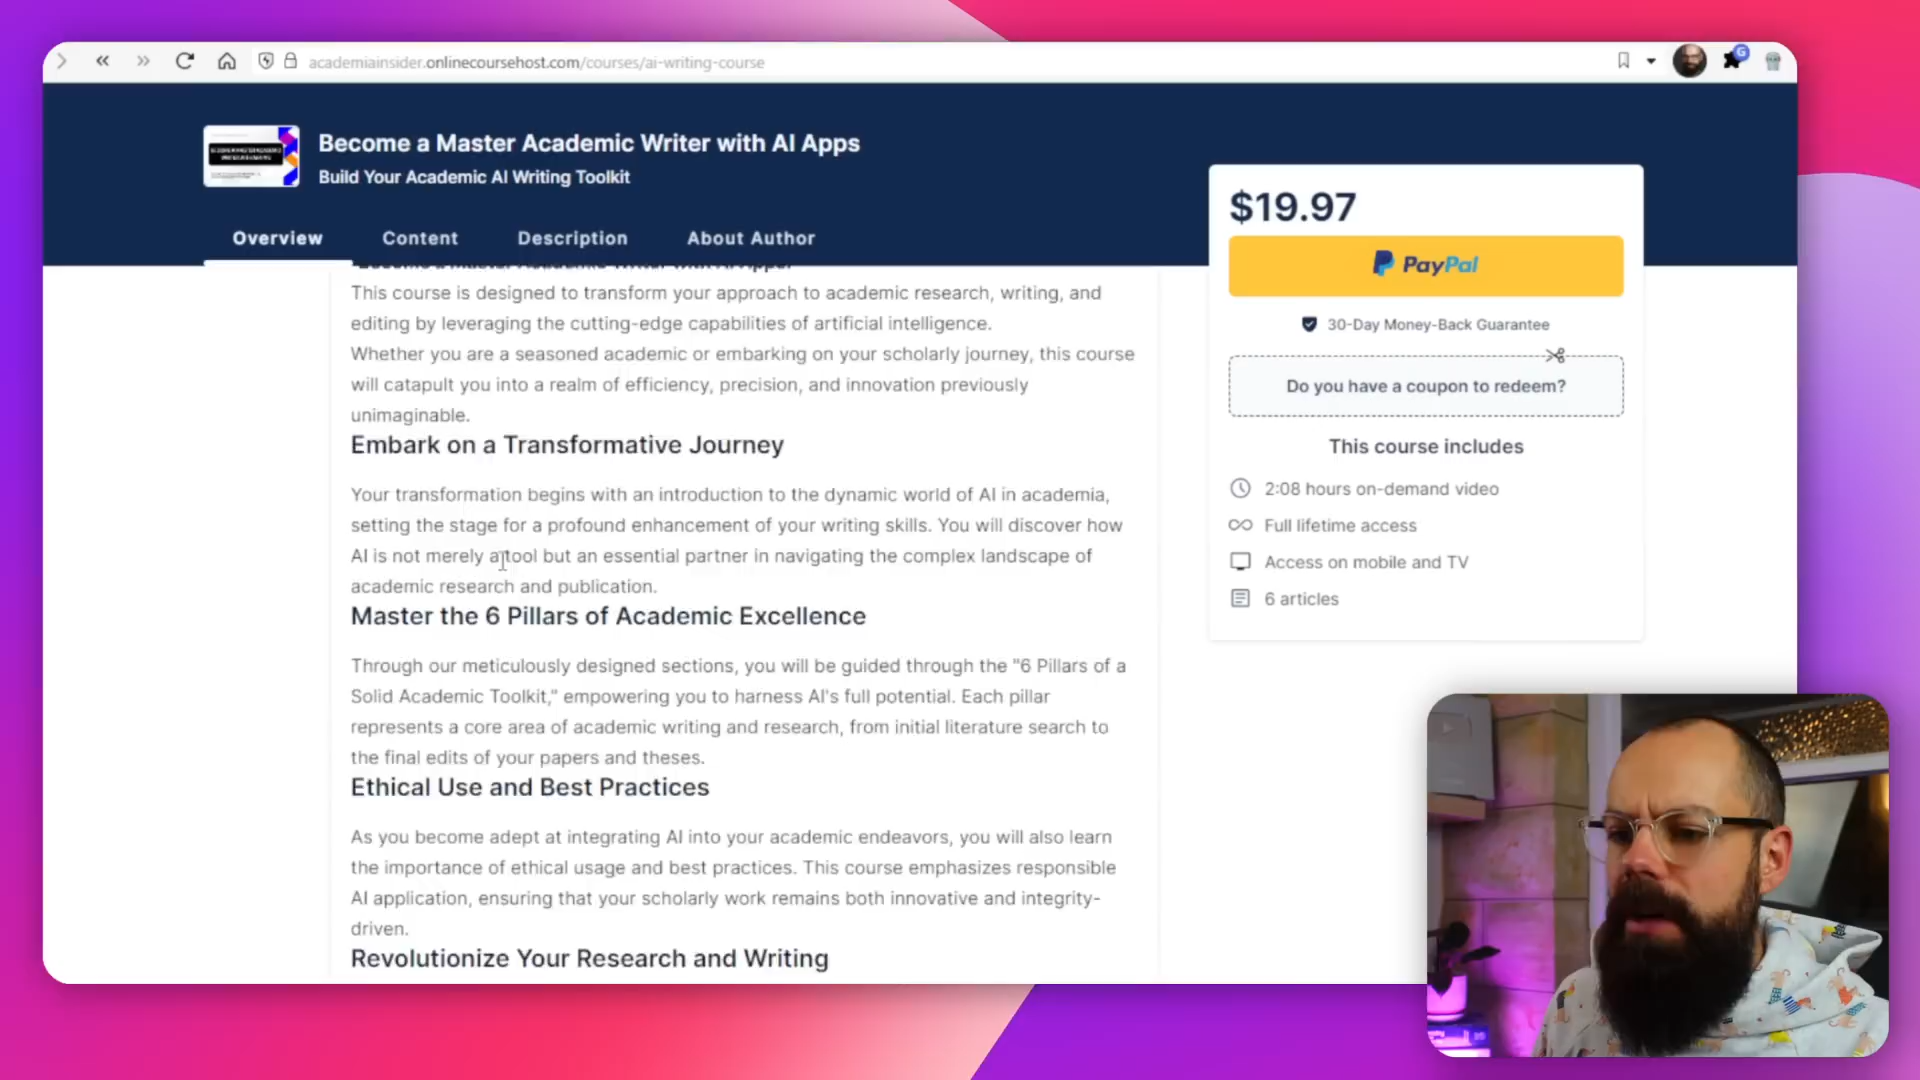 academiainsider.onlinecoursehost.com/courses/ai-writing-course
G
Become a Master Academic Writer with AI Apps
Build Your Academic AI Writing Toolkit
Overview
Content
Description
About Author
Become a Master Academic Writer with AI Apps!
This course is designed to transform your approach to academic research, writing, and
editing by leveraging the cutting-edge capabilities of artificial intelligence.
Whether you are a seasoned academic or embarking on your scholarly journey, this course
will catapult you into a realm of efficiency, precision, and innovation previously
unimaginable.
Embark on a Transformative Journey
Your transformation begins with an introduction to the dynamic world of AI in academia,
setting the stage for a profound enhancement of your writing skills. You will discover how
AI is not merely a tool but an essential partner in navigating the complex landscape of
academic research and publication.
Master the 6 Pillars of Academic Excellence
Through our meticulously designed sections, you will be guided through the "6 Pillars of a
Solid Academic Toolkit," empowering you to harness AI's full potential. Each pillar
represents a core area of academic writing and research, from initial literature search to
the final edits of your papers and theses.
Ethical Use and Best Practices
As you become adept at integrating AI into your academic endeavors, you will also learn
the importance of ethical usage and best practices. This course emphasizes responsible
AI application, ensuring that your scholarly work remains both innovative and integrity-
driven.
Revolutionize Your Research and Writing
$19.97
PayPal
30-Day Money-Back Guarantee
Do you have a coupon to redeem?
This course includes
2:08 hours on-demand video
Full lifetime access
Access on mobile and TV
6 articles